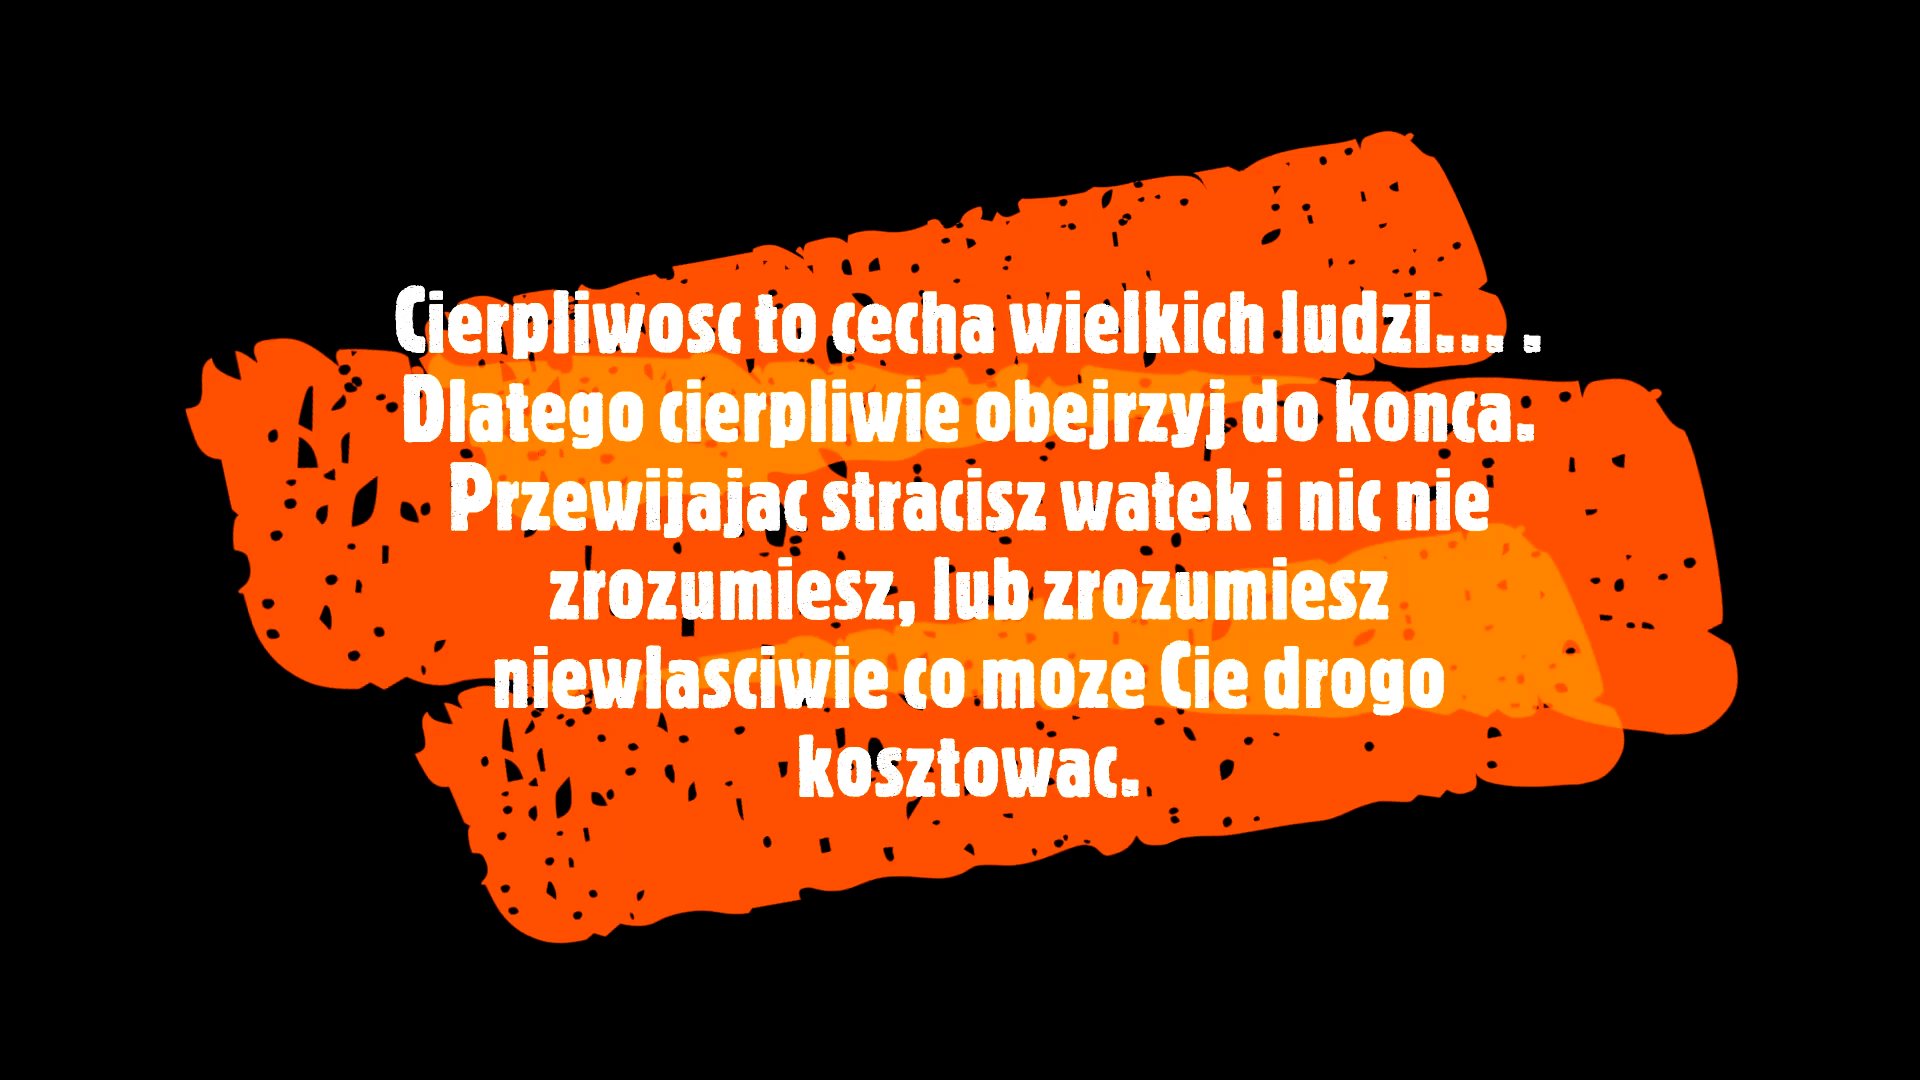 Cierpliwosc to cecha wielkich ludzi... .
Dlatego cierpliwie obejrzyj do konca.
Przewijajac stracisz watek i nic nie
zrozumiesz, lub zrozumiesz
niewlasciwie co moze Cie drogo
kosztowac.